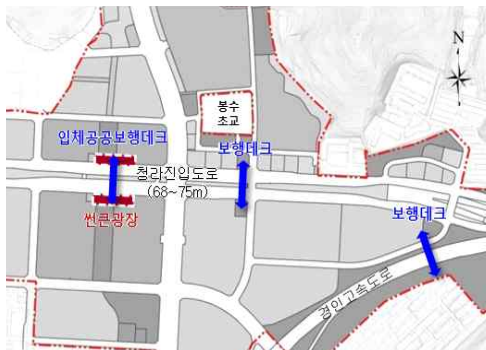 N
봉수
초교
입체공공보행데크
보행데크
청라진입도로
(68~75m)
썬큰광장
보행데크
경인고속도로